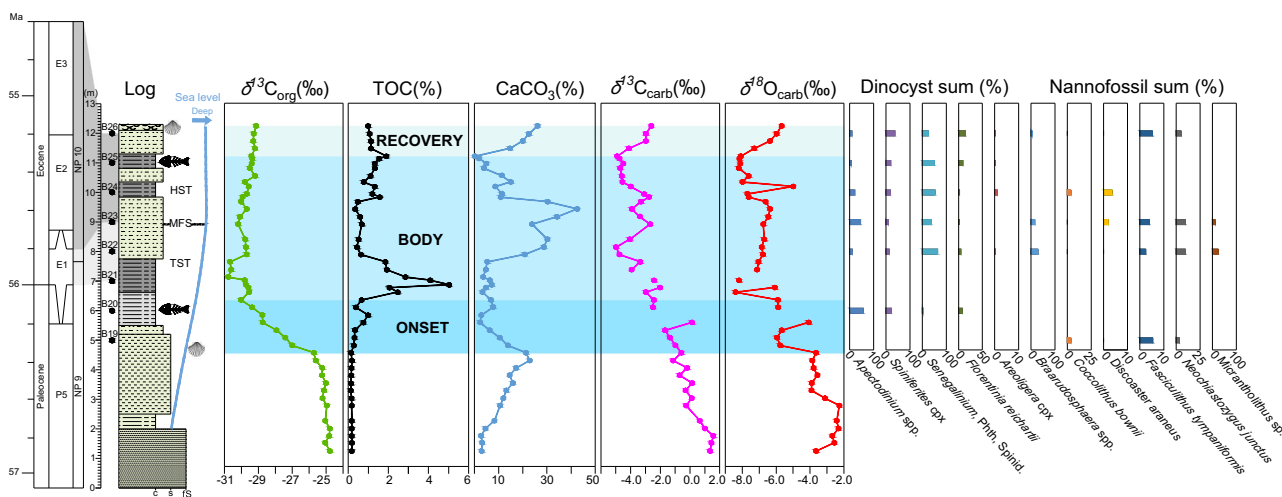 Ma
55
56
57
Eocene
Paleocene
E3
E2
E1
P5
NP 10
NP 9
(m)
13
12
11
10
9
8
7
6
5
4
3
2
1
0
Log
Sea level
Deep
B26
B25
B24
B23
B22
B21
B20
B19
HST
MFS
TST
c s fS
δ¹³Corg(‰)
-31 -29 -27 -25
TOC(%)
0 2 4 6
CaCO₃(%)
10 30 50
δ¹³Ccarb(‰)
-6.0 -4.0 -2.0 0.0 2.0
δ¹⁸Ocarb(‰)
-8.0 -6.0 -4.0 -2.0
RECOVERY
BODY
ONSET
Dinocyst sum (%)
Nannofossil sum (%)
0 100
Apectodinium spp.
0 100
Spiniferites cpx
0 100
Senegalinium, Phth, Spinid.
0 50
Florentinia reichartii
0 10
Areoligera cpx
0 100
Braarudosphaera spp.
0 25
Coccolithus bownii
0 10
Discoaster araneus
0 10
Fasciculithus tympaniformis
0 25
Neochiastozygus junctus
0 100
Micrantholithus sp.